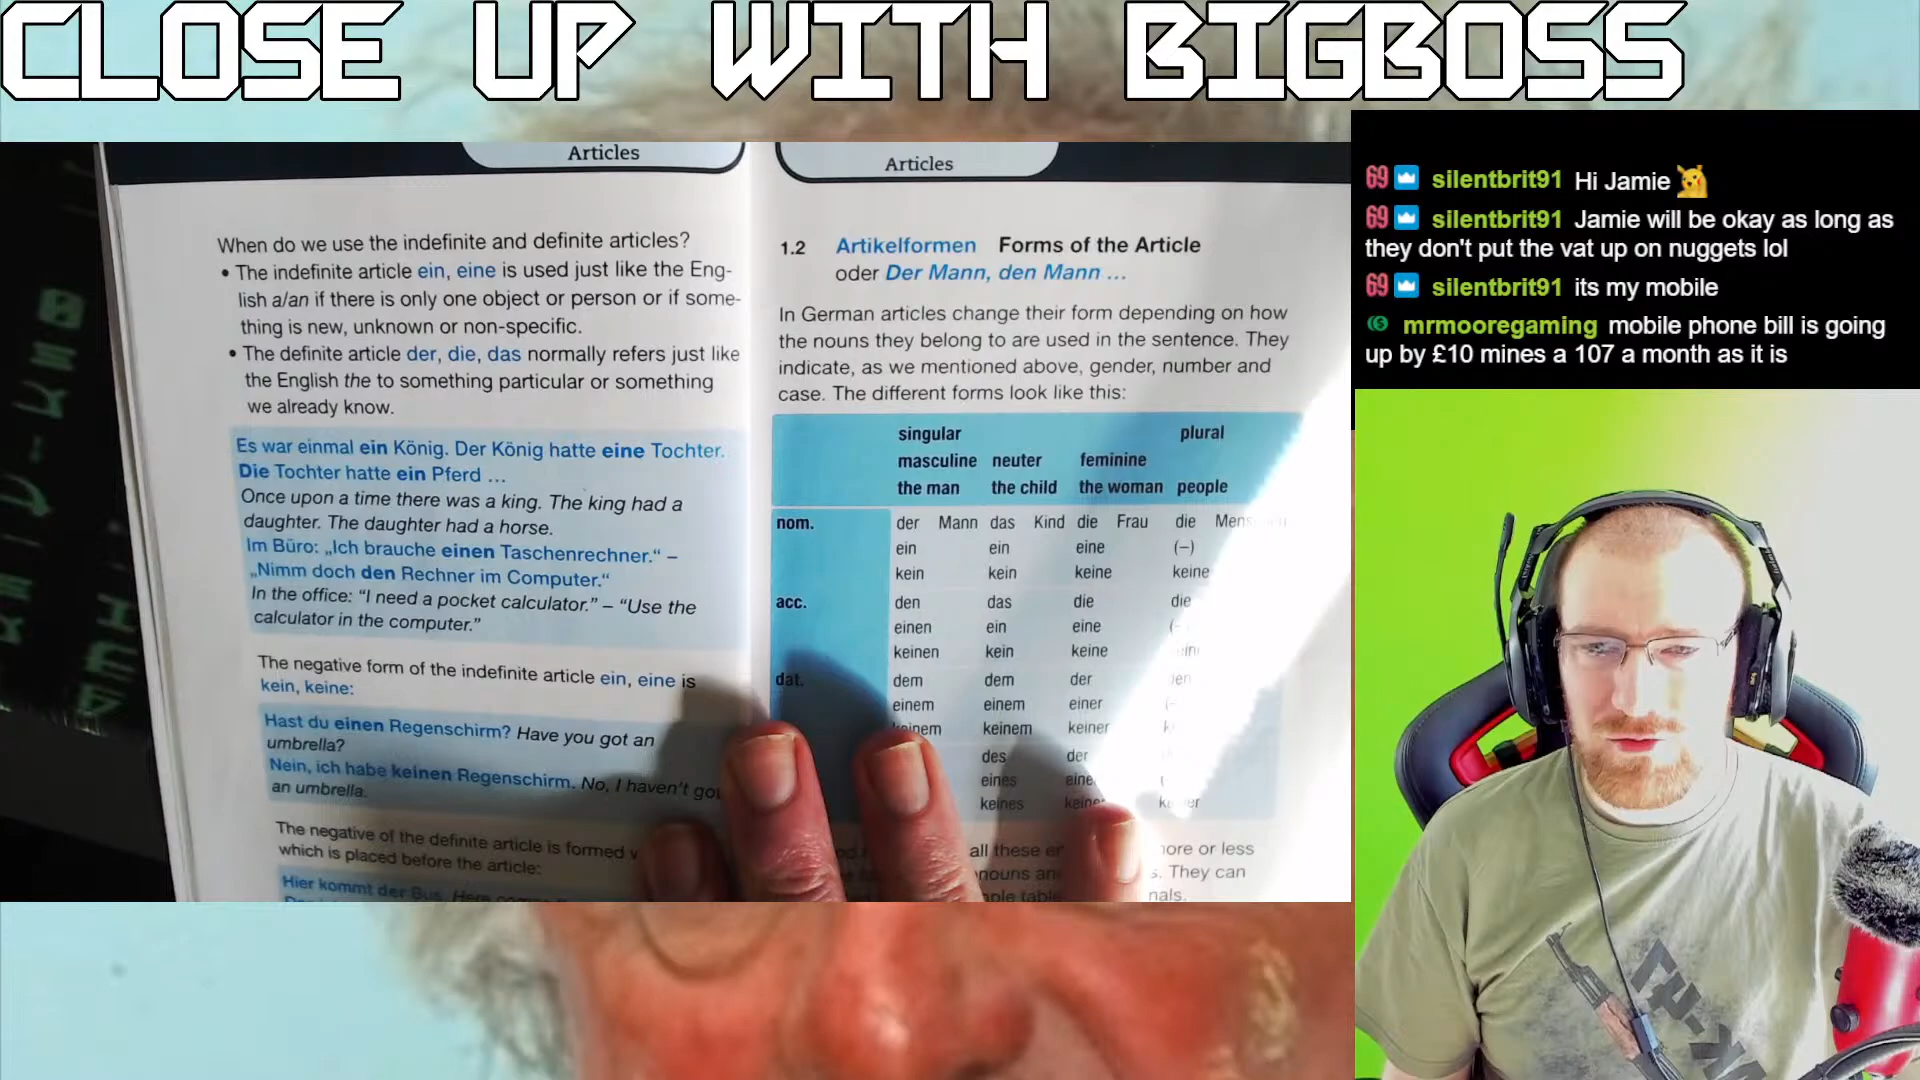 CLOSE UP WITH BIGBOSS
Articles
When do we use the indefinite and definite articles?
• The indefinite article ein, eine is used just like the Eng-
lish a/an if there is only one object or person or if some-
thing is new, unknown or non-specific.
• The definite article der, die, das normally refers just like
the English the to something particular or something
we already know.
Es war einmal ein König. Der König hatte eine Tochter.
Die Tochter hatte ein Pferd ...
Once upon a time there was a king. The king had a
daughter. The daughter had a horse.
Im Büro: „Ich brauche einen Taschenrechner.“ –
„Nimm doch den Rechner im Computer.“
In the office: “I need a pocket calculator.” – “Use the
calculator in the computer.”
The negative form of the indefinite article ein, eine is
kein, keine:
Hast du einen Regenschirm? Have you got an
umbrella?
Nein, ich habe keinen Regenschirm. No, I haven't got
an umbrella.
The negative of the definite article is formed
which is placed before the article:
Hier kommt der Bus.
Articles
1.2 Artikelformen Forms of the Article
oder Der Mann, den Mann ...
In German articles change their form depending on how
the nouns they belong to are used in the sentence. They
indicate, as we mentioned above, gender, number and
case. The different forms look like this:
singular plural
masculine neuter feminine
the man the child the woman people
nom. der Mann das Kind die Frau die
ein ein eine (–)
kein kein keine keine
acc. den das die die
einen ein eine
keinen kein keine
dat. dem dem der
einem einem einer
keinem keinem keiner
des der
eines
keines
all these more or less
They can
69 silentbrit91 Hi Jamie
69 silentbrit91 Jamie will be okay as long as
they don't put the vat up on nuggets lol
69 silentbrit91 its my mobile
mrmooregaming mobile phone bill is going
up by £10 mines a 107 a month as it is